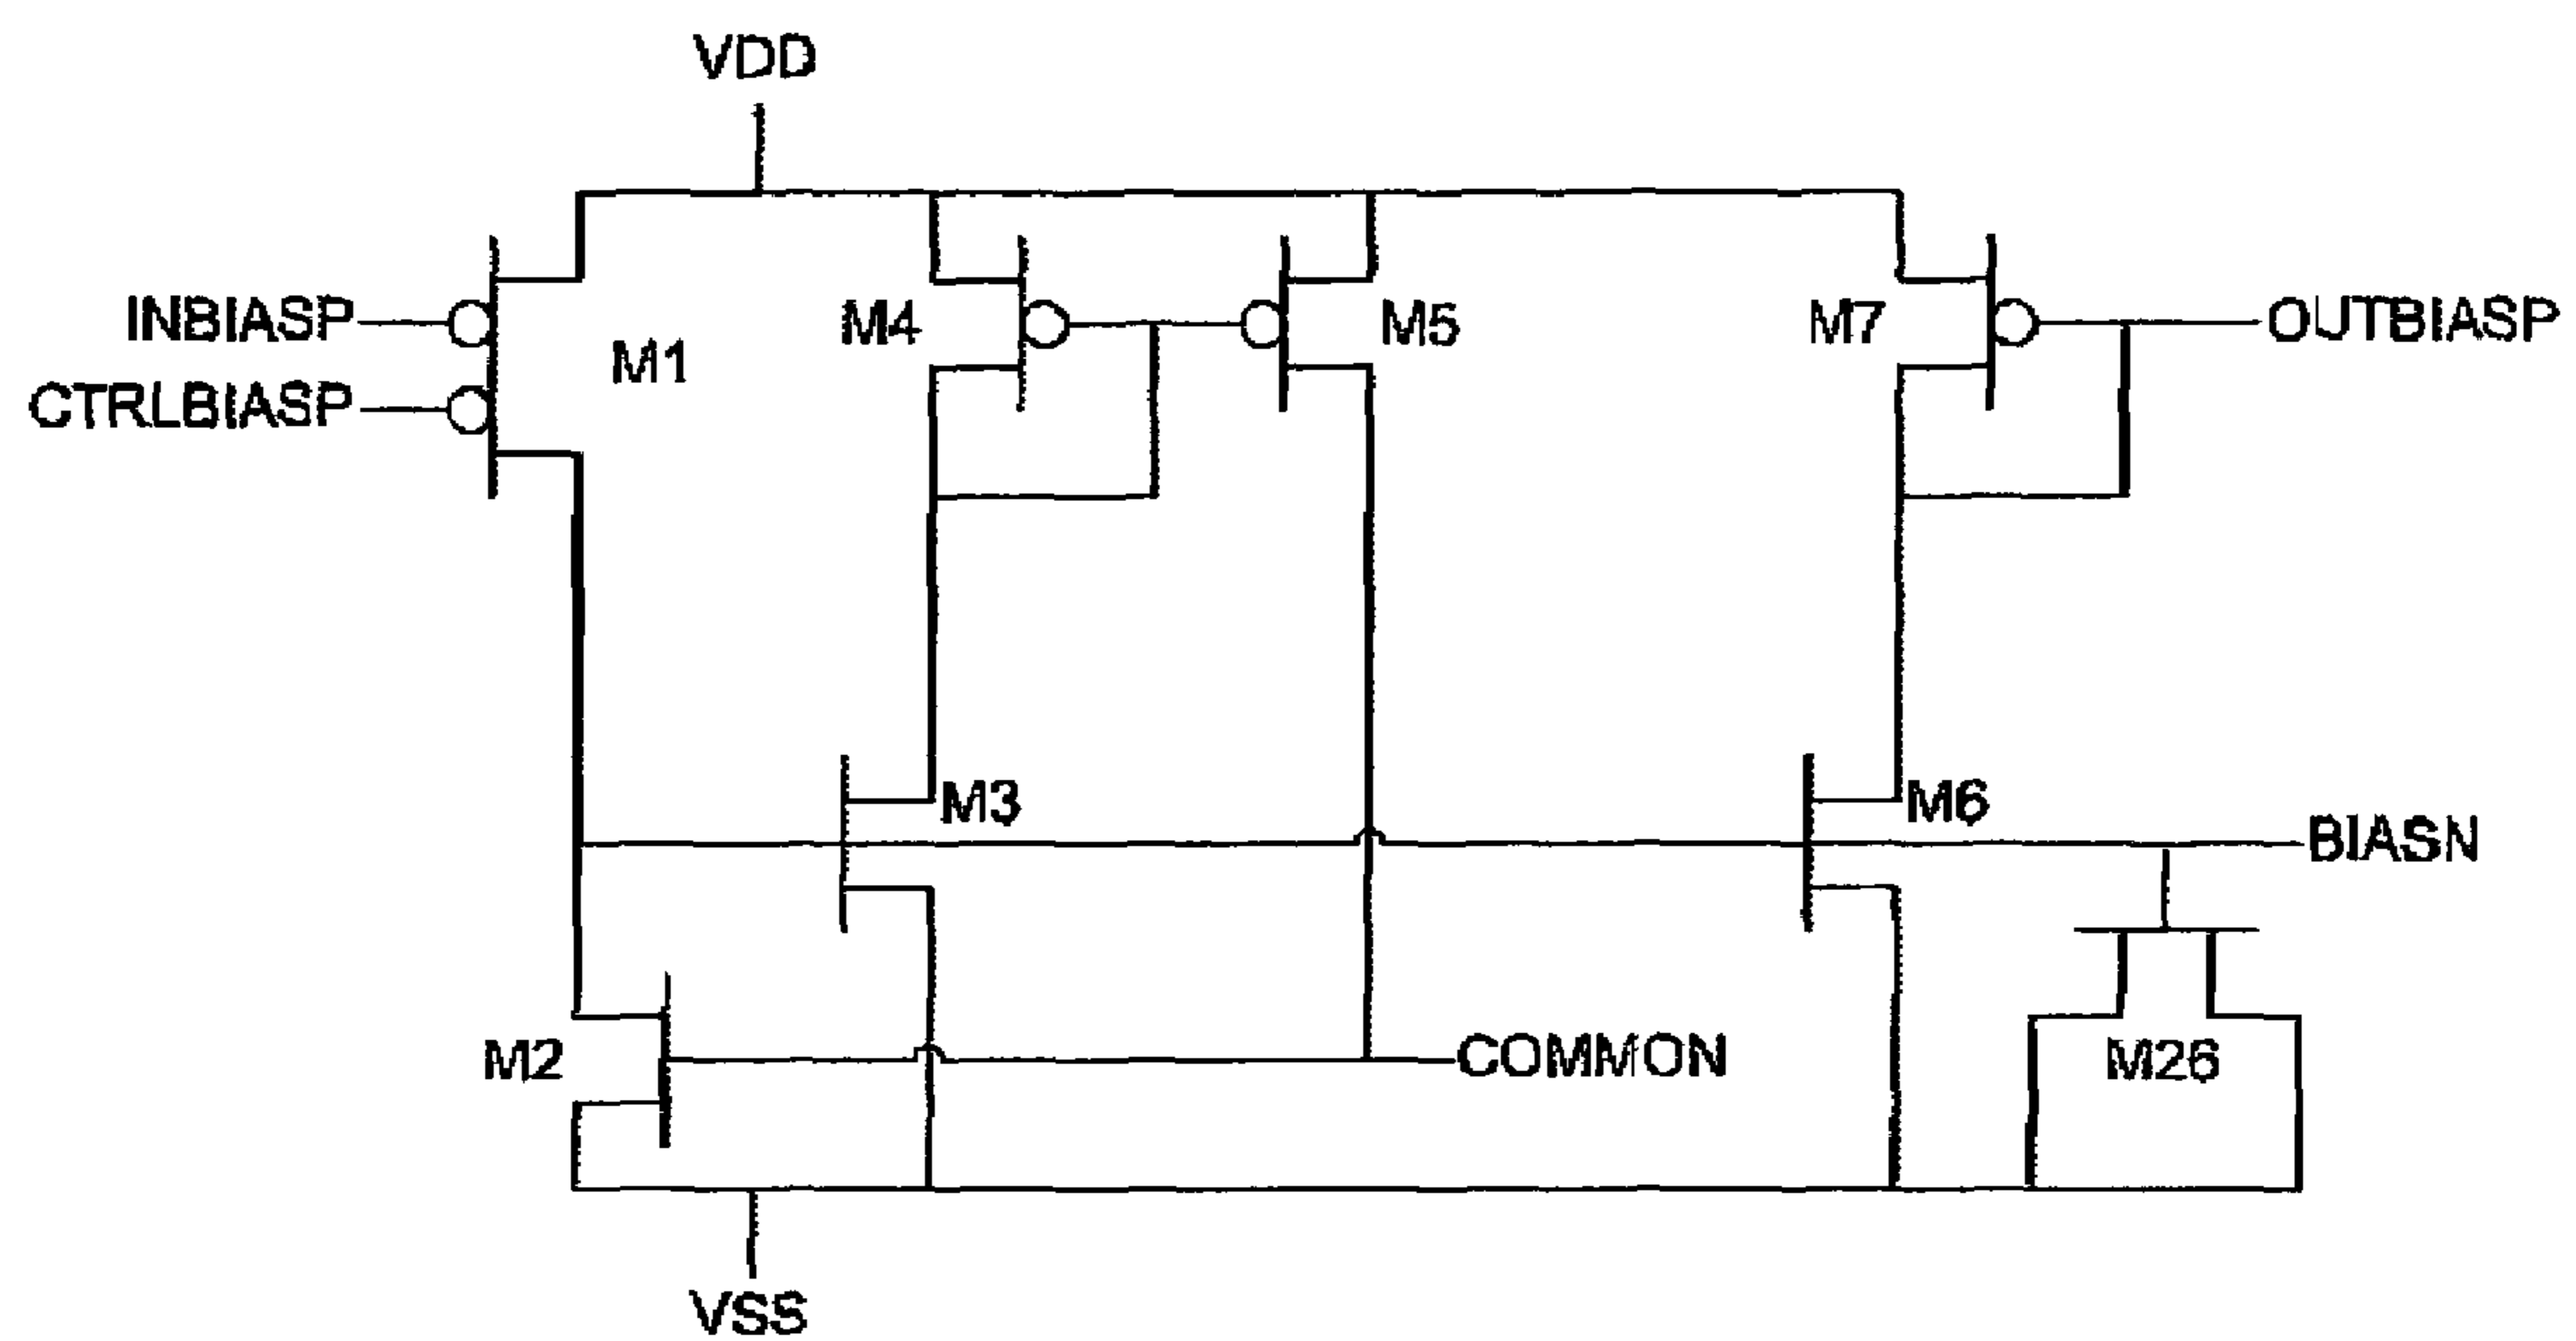 VDD
INBIASP
CTRLBIASP
M1
M4
M5
M7
OUTBIASP
M3
M6
BIASN
M2
COMMON
M26
VSS